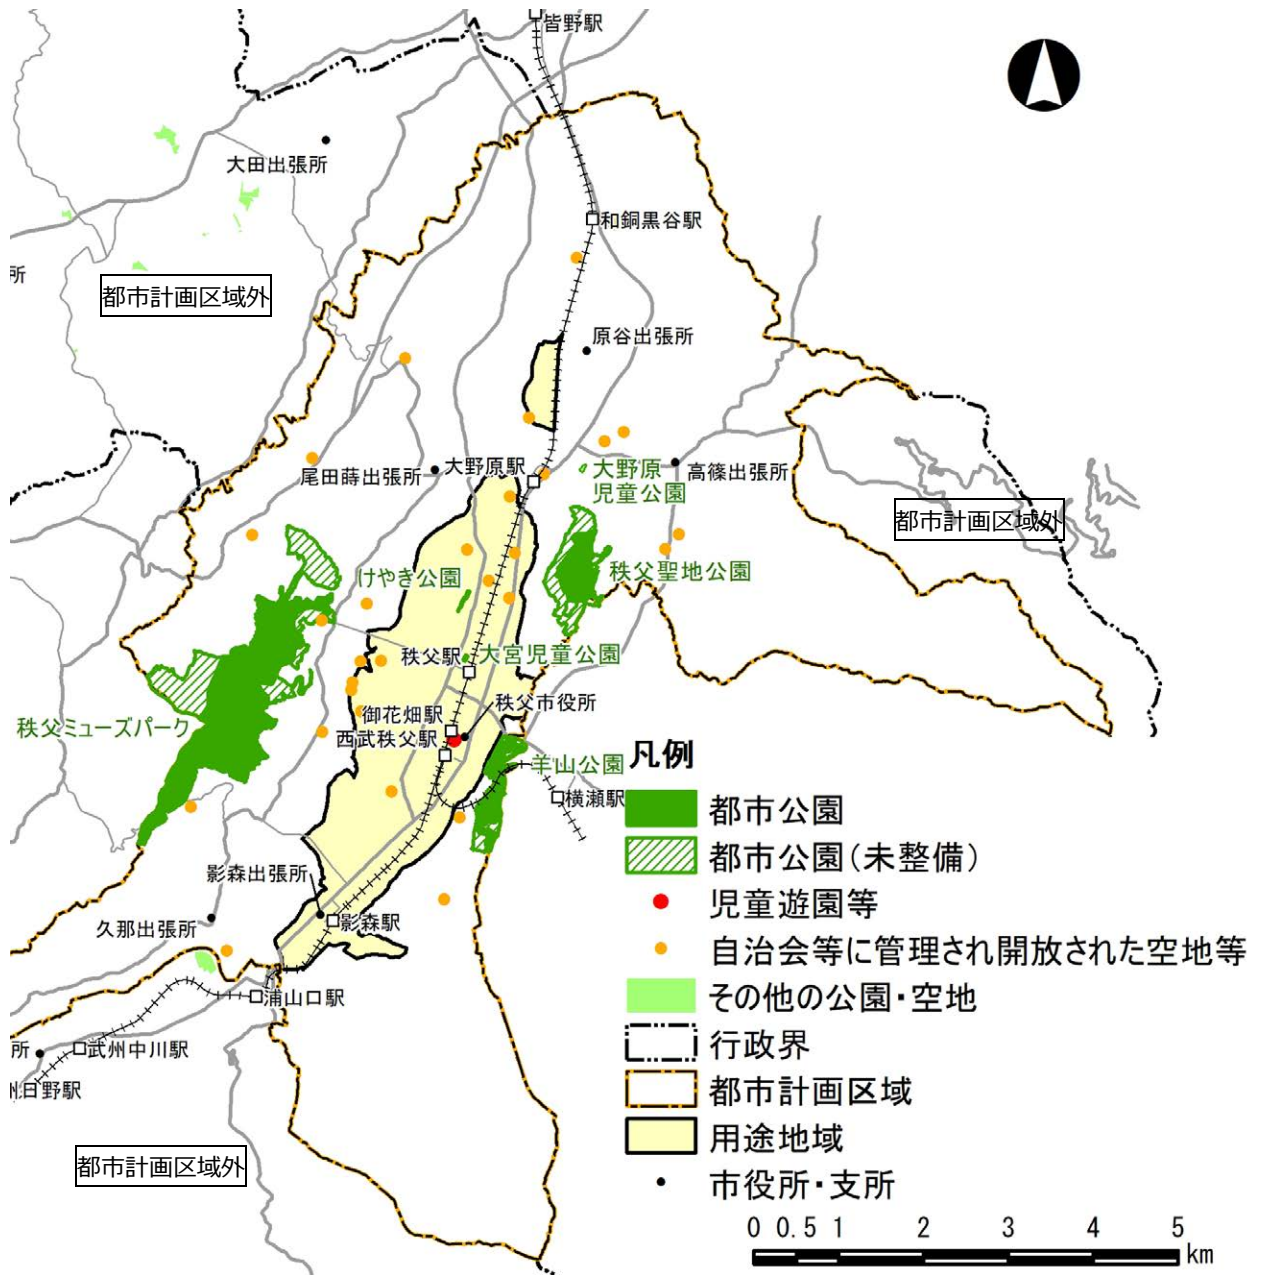 皆野駅
大田出張所
和銅黒谷駅
所
都市計画区域外
原谷出張所
大野原駅
大野原
児童公園
高篠出張所
尾田蒔出張所
都市計画区域外
けやき公園
秩父聖地公園
秩父駅
大宮児童公園
秩父市役所
御花畑駅
秩父ミューズパーク
西武秩父駅
羊山公園
横瀬駅
影森出張所
久那出張所
影森駅
浦山口駅
所
武州中川駅
州日野駅
都市計画区域外
凡例
都市公園
都市公園(未整備)
児童遊園等
自治会等に管理され開放された空地等
その他の公園・空地
行政界
都市計画区域
用途地域
市役所・支所
0 0.5 1 2 3 4 5
km